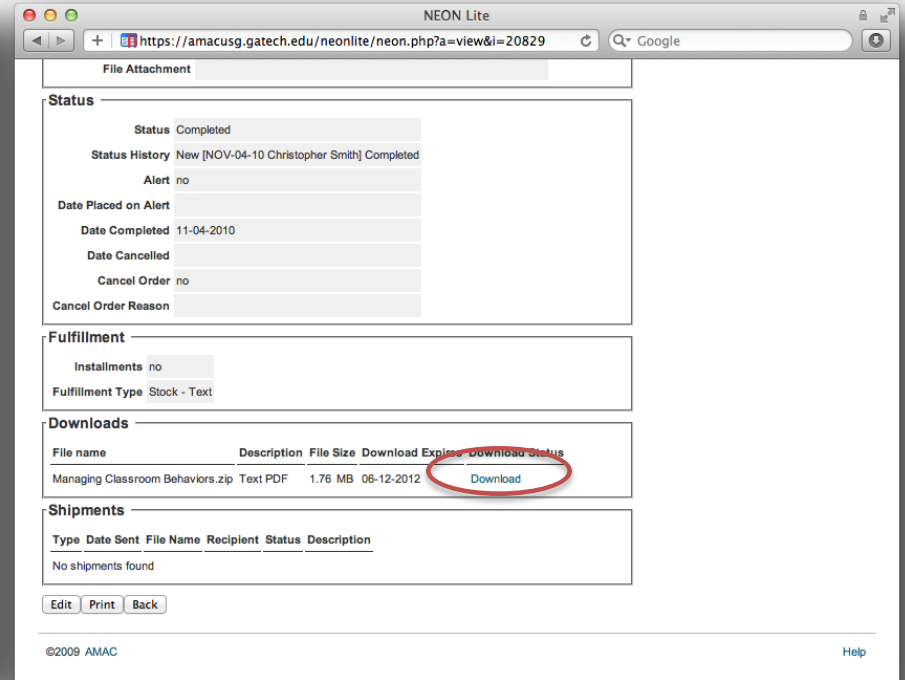 NEON Lite
https://amacusg.gatech.edu/neonlite/neon.php?a=view&i=20829
Google
File Attachment
Status
Status Completed
Status History New [NOV-04-10 Christopher Smith] Completed
Alert no
Date Placed on Alert
Date Completed 11-04-2010
Date Cancelled
Cancel Order no
Cancel Order Reason
Fulfillment
Installments no
Fulfillment Type Stock - Text
Downloads
File name Description File Size Download Expires Download Status
Managing Classroom Behaviors.zip Text PDF 1.76 MB 06-12-2012 Download
Shipments
Type Date Sent File Name Recipient Status Description
No shipments found
Edit Print Back
©2009 AMAC Help